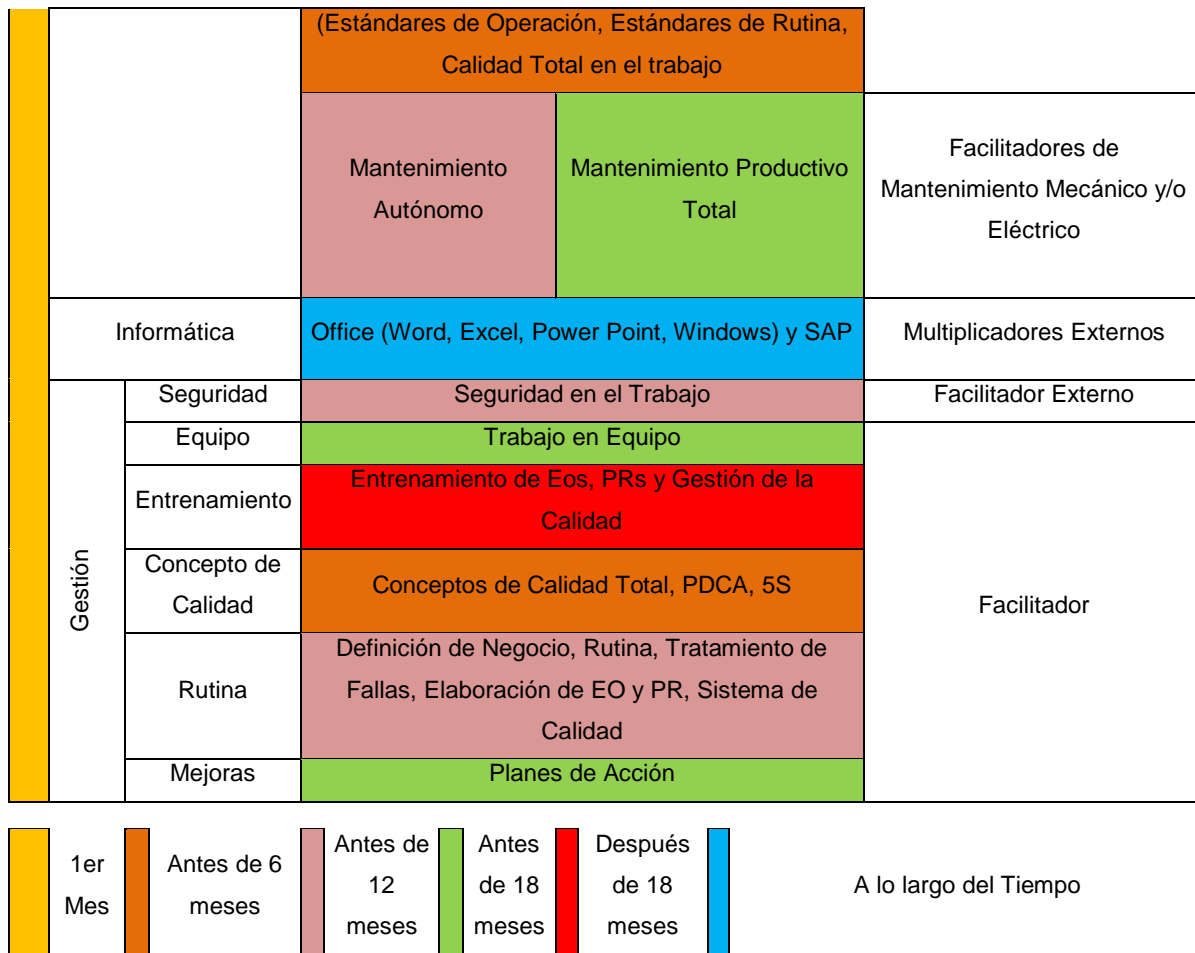 (Estándares de Operación, Estándares de Rutina,
Calidad Total en el trabajo
Mantenimiento
Autónomo
Mantenimiento Productivo
Total
Facilitadores de
Mantenimiento Mecánico y/o
Eléctrico
Informática
Office (Word, Excel, Power Point, Windows) y SAP
Multiplicadores Externos
Gestión
Seguridad
Seguridad en el Trabajo
Facilitador Externo
Equipo
Trabajo en Equipo
Entrenamiento
Entrenamiento de Eos, PRs y Gestión de la
Calidad
Concepto de
Calidad
Conceptos de Calidad Total, PDCA, 5S
Facilitador
Rutina
Definición de Negocio, Rutina, Tratamiento de
Fallas, Elaboración de EO y PR, Sistema de
Calidad
Mejoras
Planes de Acción
1er
Mes
Antes de 6
meses
Antes de
12
meses
Antes
de 18
meses
Después
de 18
meses
A lo largo del Tiempo